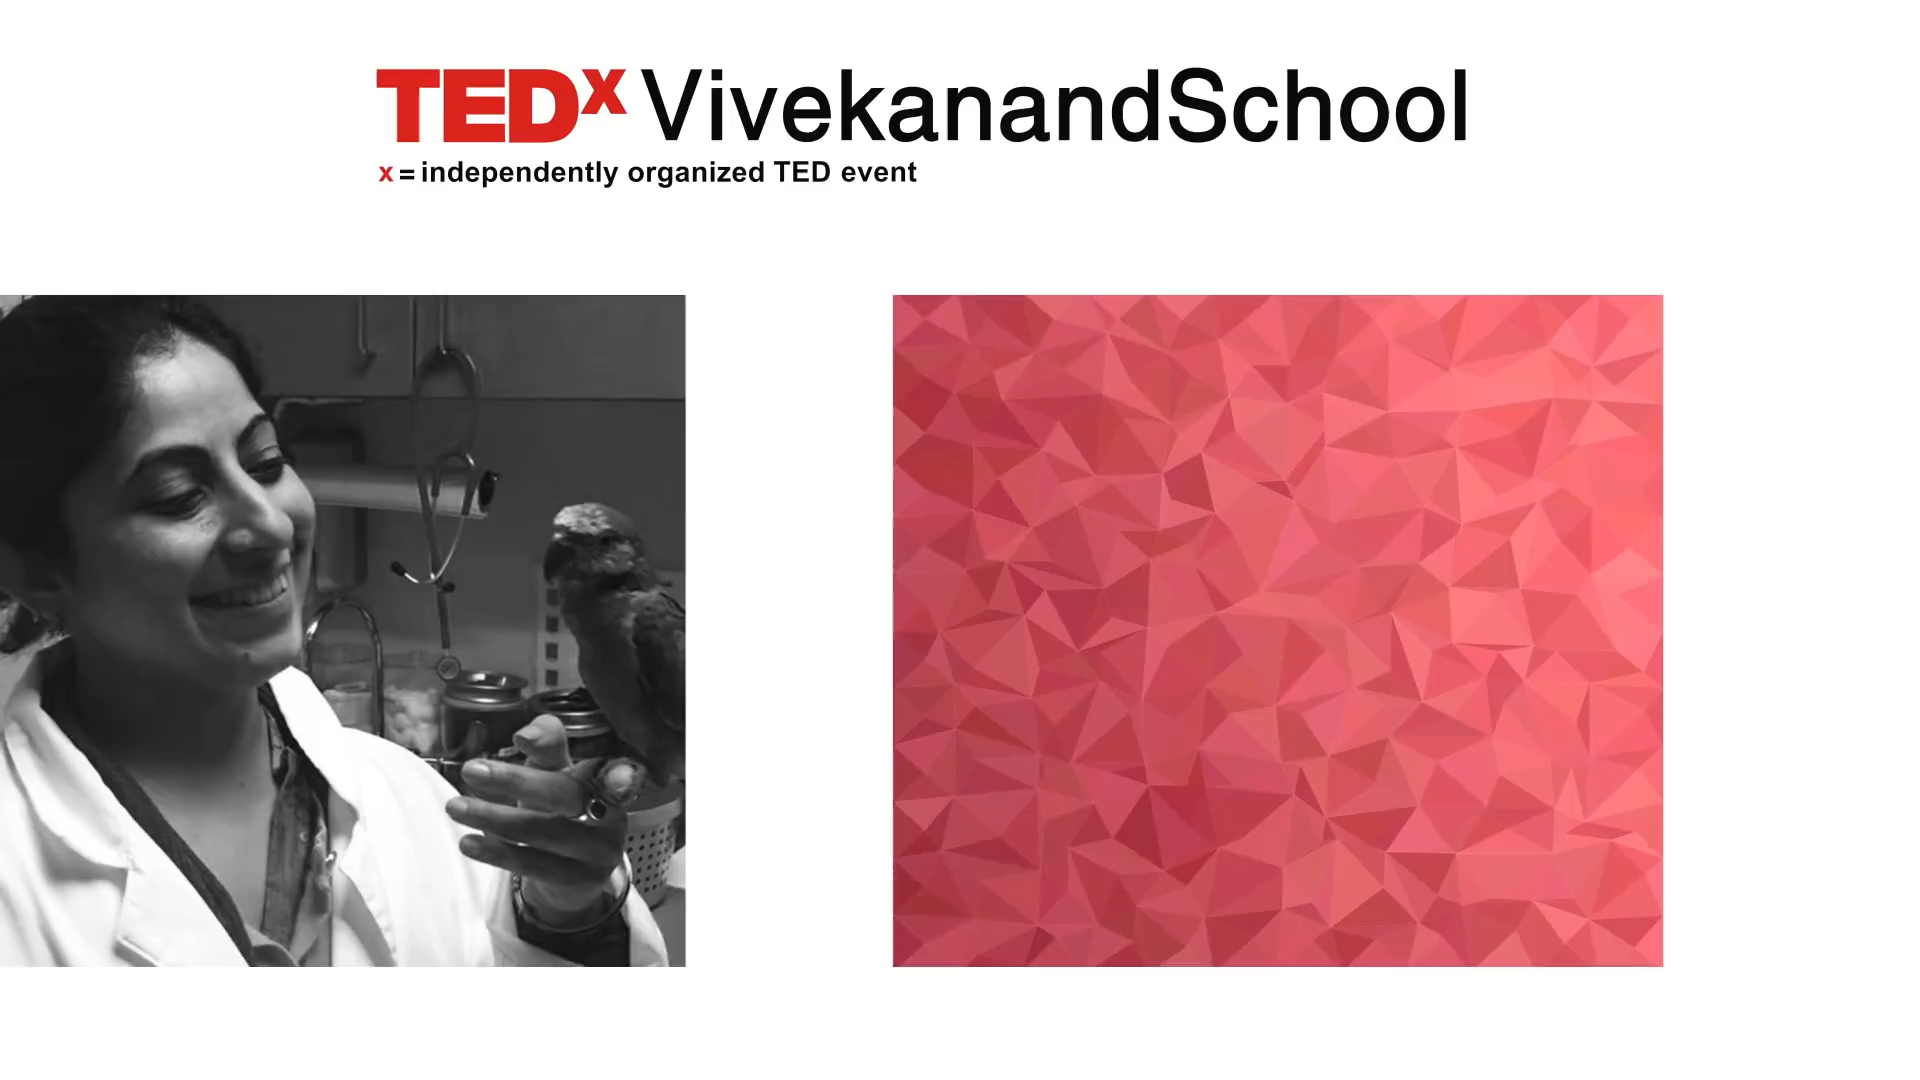 TEDx VivekanandSchool
x = independently organized TED event